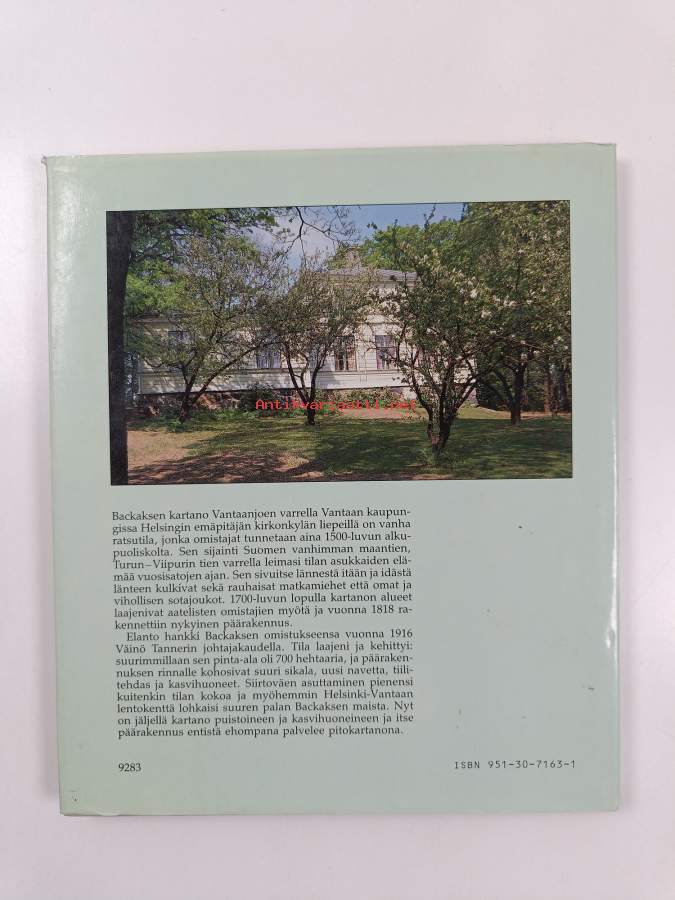 Antikvariaatti.net
Backaksen kartano Vantaanjoen varrella Vantaan kaupun-
gissa Helsingin emäpitäjän kirkonkylän liepeillä on vanha
ratsutila, jonka omistajat tunnetaan aina 1500-luvun alku-
puoliskolta. Sen sijainti Suomen vanhimman maantien,
Turun–Viipurin tien varrella leimasi tilan asukkaiden elä-
mää vuosisatojen ajan. Sen sivuitse lännestä itään ja idästä
länteen kulkivat sekä rauhaisat matkamiehet että omat ja
vihollisen sotajoukot. 1700-luvun lopulla kartanon alueet
laajenivat aatelisten omistajien myötä ja vuonna 1818 ra-
kennettiin nykyinen päärakennus.
Elanto hankki Backaksen omistukseensa vuonna 1916
Väinö Tannerin johtajakaudella. Tila laajeni ja kehittyi:
suurimmillaan sen pinta-ala oli 700 hehtaaria, ja pääraken-
nuksen rinnalle kohosivat suuri sikala, uusi navetta, tiili-
tehdas ja kasvihuoneet. Siirtoväen asuttaminen pienensi
kuitenkin tilan kokoa ja myöhemmin Helsinki-Vantaan
lentokenttä lohkaisi suuren palan Backaksen maista. Nyt
on jäljellä kartano puistoineen ja kasvihuoneineen ja itse
päärakennus entistä ehompana palvelee pitokartanona.
9283
ISBN 951-30-7163-1